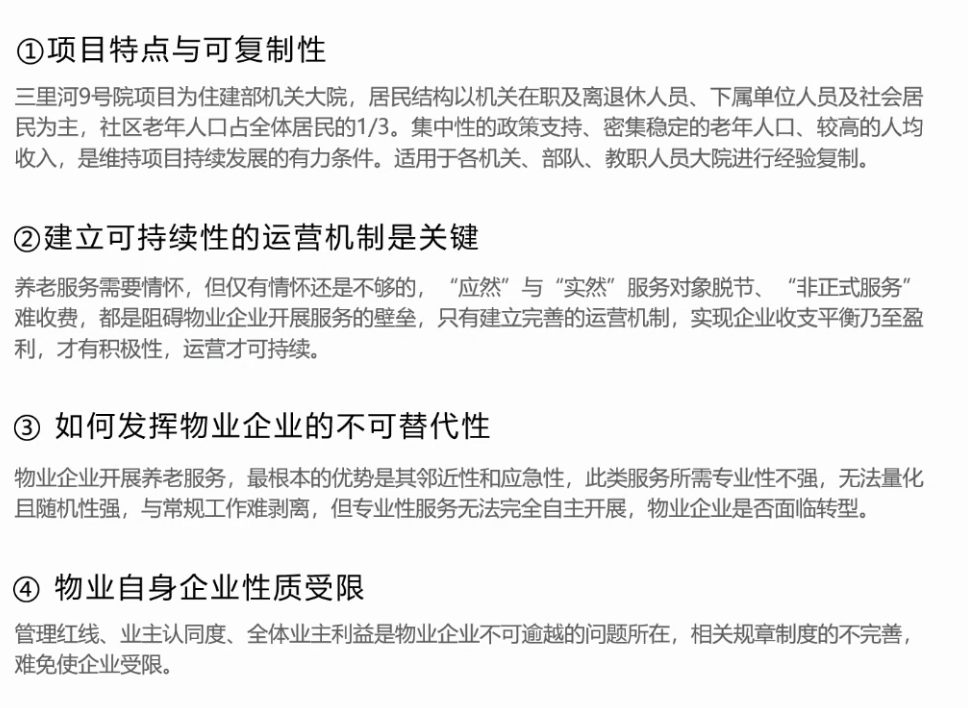 ①项目特点与可复制性
三里河9号院项目为住建部机关大院，居民结构以机关在职及离退休人员、下属单位人员及社会居
民为主，社区老年人口占全体居民的1/3。集中性的政策支持、密集稳定的老年人口、较高的人均
收入，是维持项目持续发展的有力条件。适用于各机关、部队、教职人员大院进行经验复制。
②建立可持续性的运营机制是关键
养老服务需要情怀，但仅有情怀还是不够的，“应然”与“实然”服务对象脱节、“非正式服务”
难收费，都是阻碍物业企业开展服务的壁垒，只有建立完善的运营机制，实现企业收支平衡乃至盈
利，才有积极性，运营才可持续。
③ 如何发挥物业企业的不可替代性
物业企业开展养老服务，最根本的优势是其邻近性和应急性，此类服务所需专业性不强，无法量化
且随机性强，与常规工作难剥离，但专业性服务无法完全自主开展，物业企业是否面临转型。
④ 物业自身企业性质受限
管理红线、业主认同度、全体业主利益是物业企业不可逾越的问题所在，相关规章制度的不完善，
难免使企业受限。